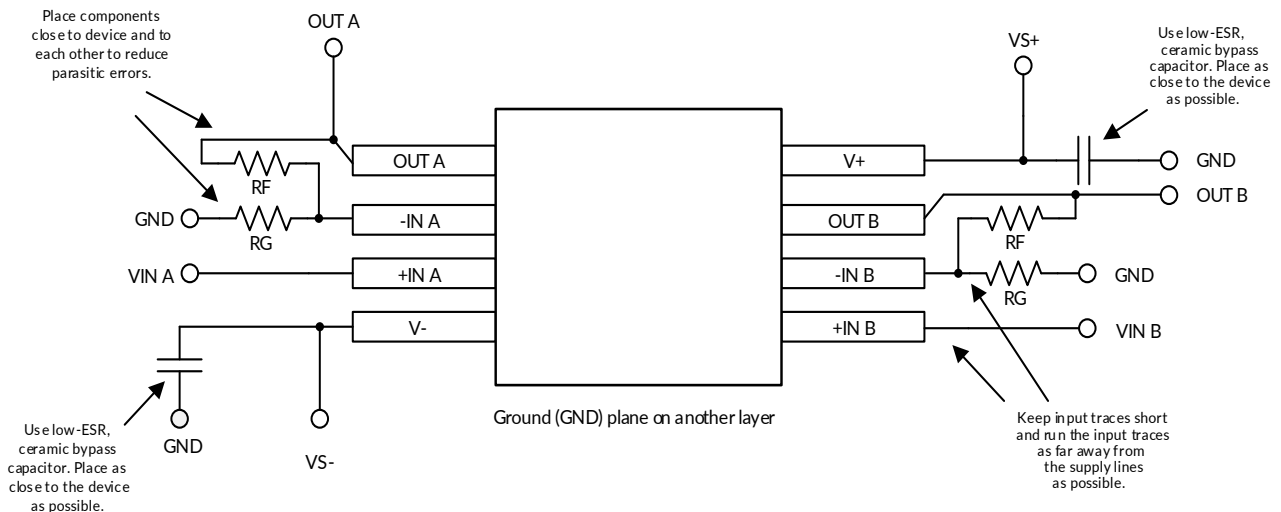 Place components
close to device and to
each other to reduce
parasitic errors.
OUT A
VS+
Use low-ESR,
ceramic bypass
capacitor. Place as
close to the device
as possible.
OUT A
RF
GND
RG
-IN A
VIN A
+IN A
V-
V+
GND
OUT B
OUT B
RF
-IN B
GND
RG
+IN B
VIN B
Ground (GND) plane on another layer
Use low-ESR,
ceramic bypass
capacitor. Place as
close to the device
as possible.
GND
VS-
Keep input traces short
and run the input traces
as far away from
the supply lines
as possible.